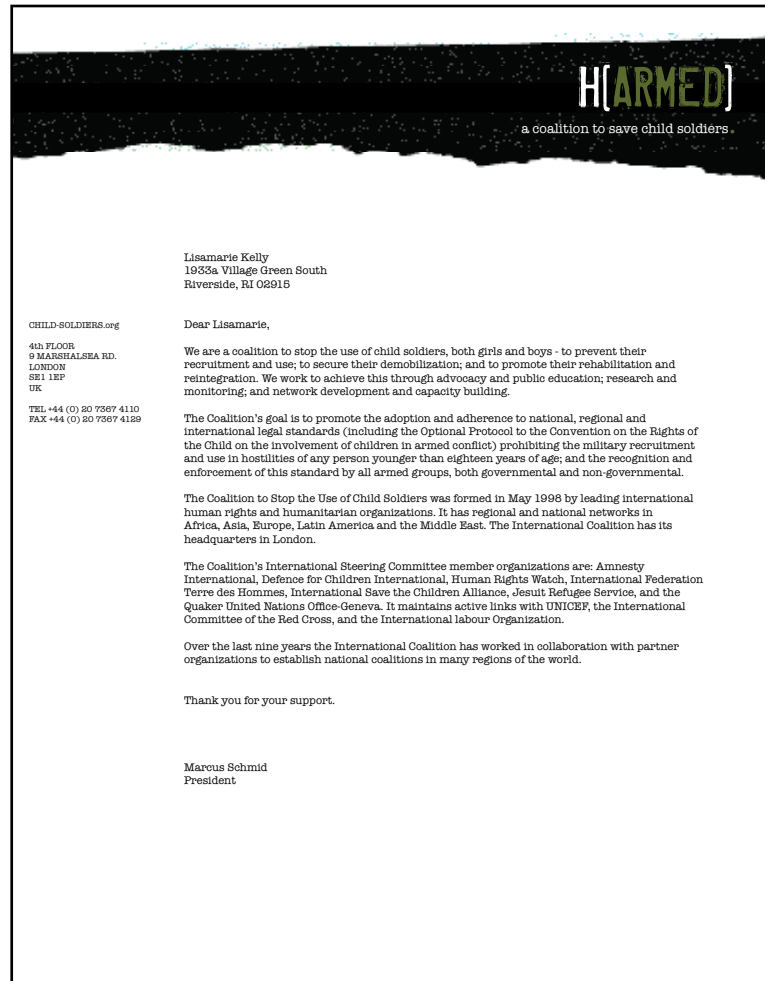 H[ARMED]
a coalition to save child soldiers.
Lisamarie Kelly
1933a Village Green South
Riverside, RI 02915
CHILD-SOLDIERS.org
4th FLOOR
9 MARSHALSEA RD.
LONDON
SE1 1EP
UK
TEL +44 (0) 20 7367 4110
FAX +44 (0) 20 7367 4129
Dear Lisamarie,
We are a coalition to stop the use of child soldiers, both girls and boys - to prevent their
recruitment and use; to secure their demobilization; and to promote their rehabilitation and
reintegration. We work to achieve this through advocacy and public education; research and
monitoring; and network development and capacity building.
The Coalition's goal is to promote the adoption and adherence to national, regional and
international legal standards (including the Optional Protocol to the Convention on the Rights of
the Child on the involvement of children in armed conflict) prohibiting the military recruitment
and use in hostilities of any person younger than eighteen years of age; and the recognition and
enforcement of this standard by all armed groups, both governmental and non-governmental.
The Coalition to Stop the Use of Child Soldiers was formed in May 1998 by leading international
human rights and humanitarian organizations. It has regional and national networks in
Africa, Asia, Europe, Latin America and the Middle East. The International Coalition has its
headquarters in London.
The Coalition's International Steering Committee member organizations are: Amnesty
International, Defence for Children International, Human Rights Watch, International Federation
Terre des Hommes, International Save the Children Alliance, Jesuit Refugee Service, and the
Quaker United Nations Office-Geneva. It maintains active links with UNICEF, the International
Committee of the Red Cross, and the International labour Organization.
Over the last nine years the International Coalition has worked in collaboration with partner
organizations to establish national coalitions in many regions of the world.
Thank you for your support.
Marcus Schmid
President